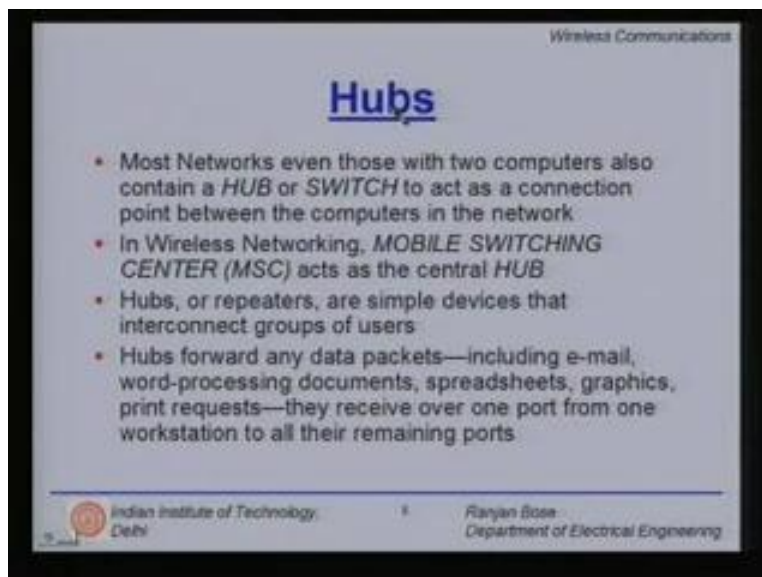 Wireless Communications
Hubs
• Most Networks even those with two computers also
contain a HUB or SWITCH to act as a connection
point between the computers in the network
• In Wireless Networking, MOBILE SWITCHING
CENTER (MSC) acts as the central HUB
• Hubs, or repeaters, are simple devices that
interconnect groups of users
• Hubs forward any data packets—including e-mail,
word-processing documents, spreadsheets, graphics,
print requests—they receive over one port from one
workstation to all their remaining ports
Indian Institute of Technology,
Delhi
Ranjan Bose
Department of Electrical Engineering